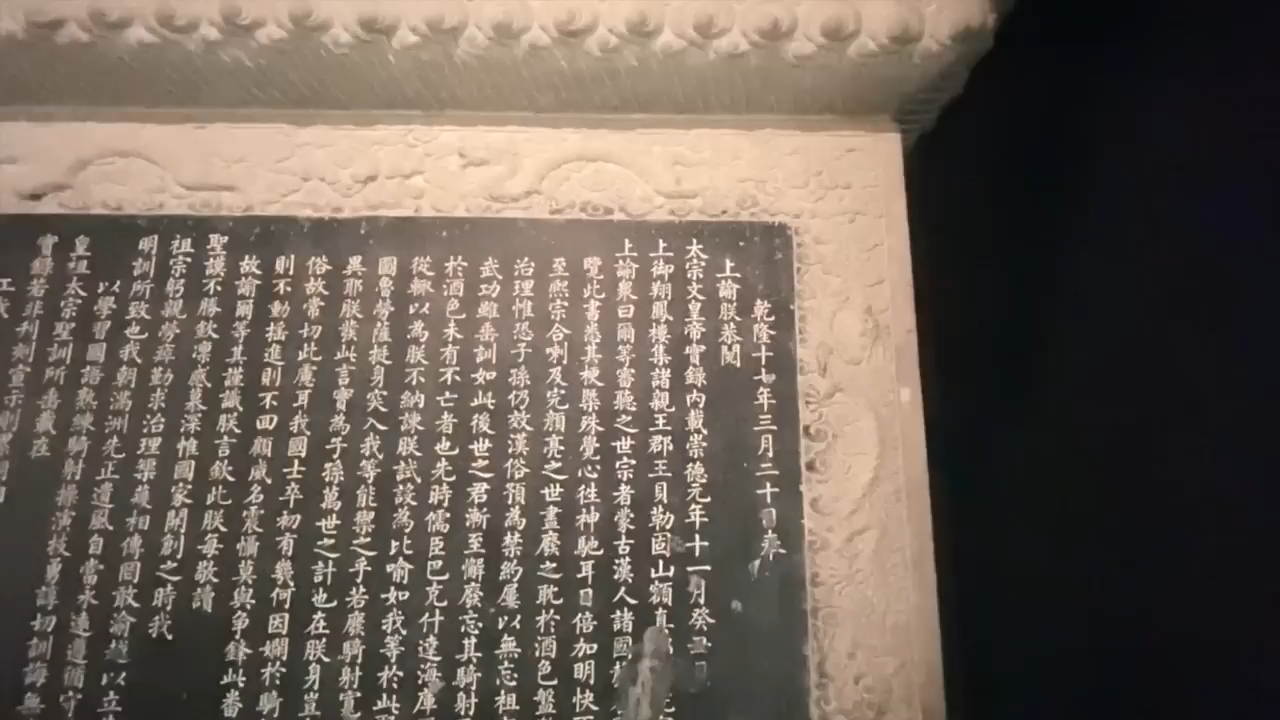 乾隆十七年三月二十日奉
上諭朕恭閱
太宗文皇帝實錄內載崇德元年十一月癸丑
上御翔鳳樓集諸親王郡王貝勒固山額真
上諭衆曰爾等審聽之世宗者蒙古漢人諸國
覽此書悉其梗槩殊覺心往神馳耳目倍加明快
至熙宗合喇及完顏亮之世盡廢之耽於酒色盤
治理惟恐子孫仍效漢俗預為禁約屢以無忘祖
武功雖垂訓如此後世之君漸至懈廢忘其騎射
於酒色未有不亡者也先時儒臣巴克什達海庫
從輒以為朕不納諫朕試設為比喻如我等於此
圖魯勞薩挺身突入我等能禦之乎若廢騎射寬
異耶朕發此言實為子孫萬世之計也在朕身豈
俗故常切此慮耳我國士卒初有幾何因嫻於騎
則不動搖進則不回顧威名震懾莫與爭鋒此番
故諭爾等其謹識朕言欽此朕每敬讀
聖謨不勝欽凜感慕深惟國家開創之時我
祖宗躬親勞瘁勤求治理槼蒦相傳罔敢渝越以立
明訓所致也我朝滿洲先正遺風自當永遠遵循守
以學習國語熟練騎射操演技勇諄切訓誨無
皇祖太宗聖訓所垂載在
實錄若非刊刻宣示